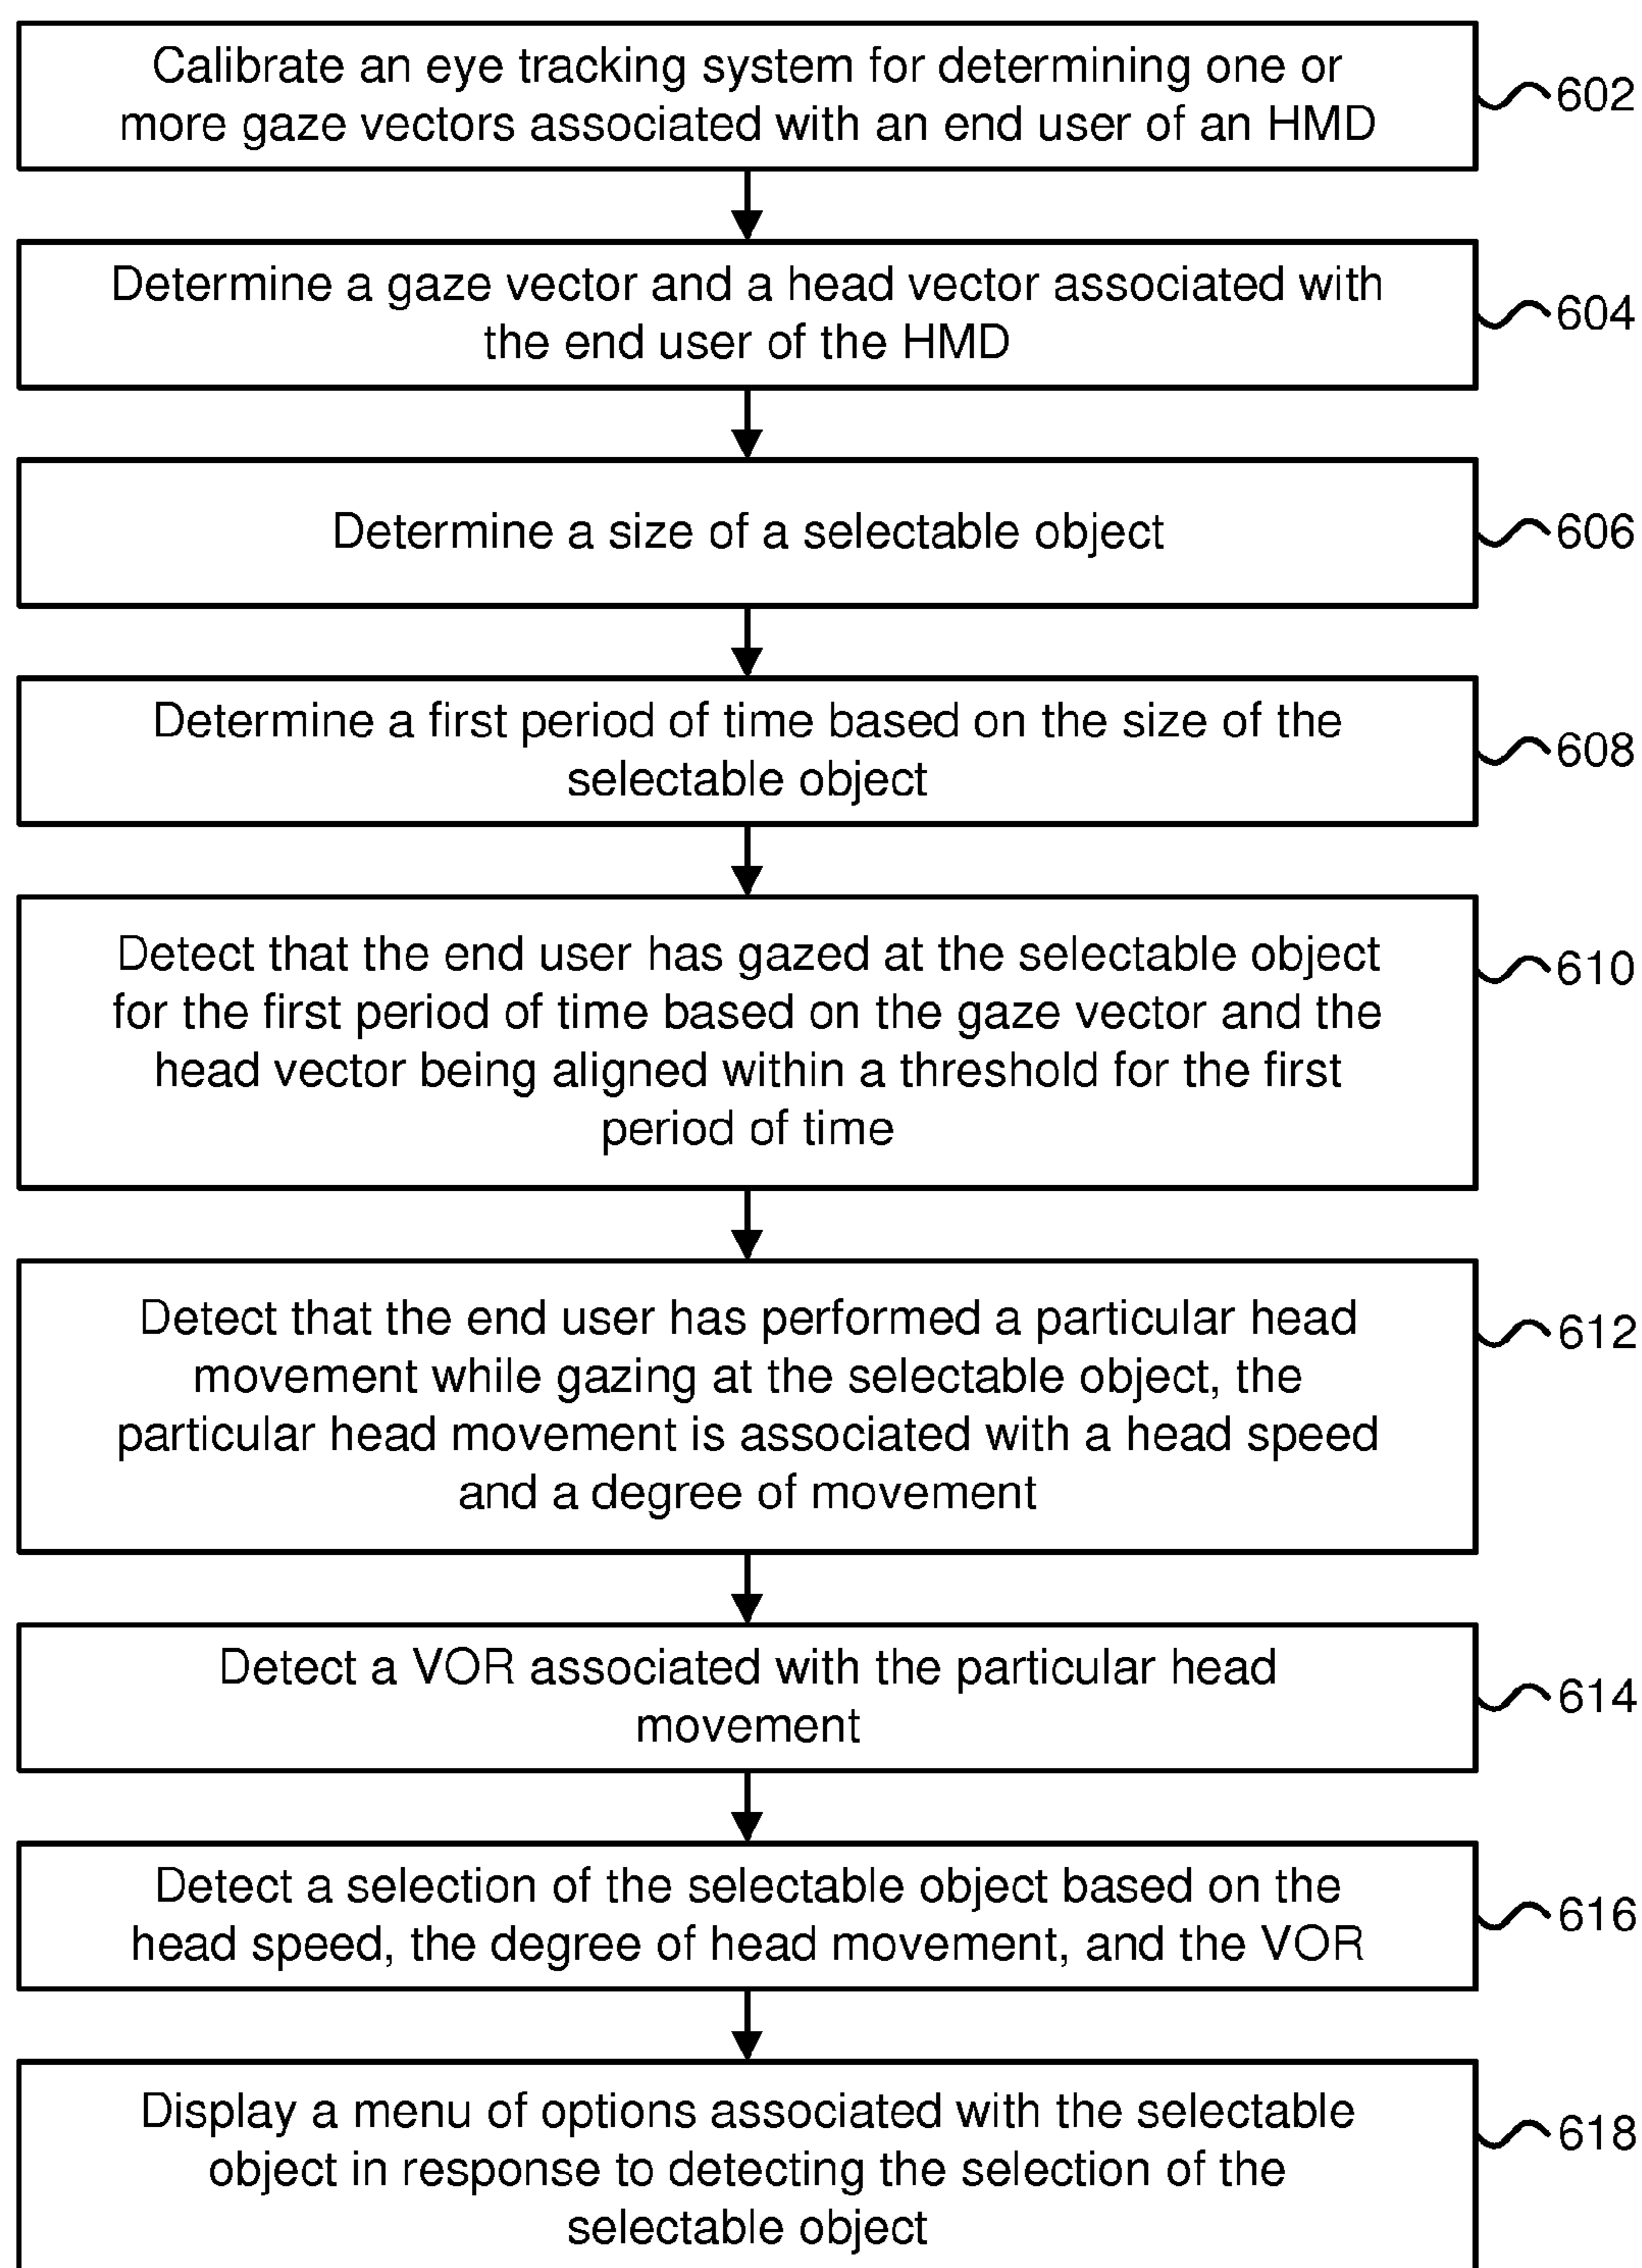 Calibrate an eye tracking system for determining one or
more gaze vectors associated with an end user of an HMD
602
Determine a gaze vector and a head vector associated with
the end user of the HMD
604
Determine a size of a selectable object
606
Determine a first period of time based on the size of the
selectable object
608
Detect that the end user has gazed at the selectable object
for the first period of time based on the gaze vector and the
head vector being aligned within a threshold for the first
period of time
610
Detect that the end user has performed a particular head
movement while gazing at the selectable object, the
particular head movement is associated with a head speed
and a degree of movement
612
Detect a VOR associated with the particular head
movement
614
Detect a selection of the selectable object based on the
head speed, the degree of head movement, and the VOR
616
Display a menu of options associated with the selectable
object in response to detecting the selection of the
selectable object
618